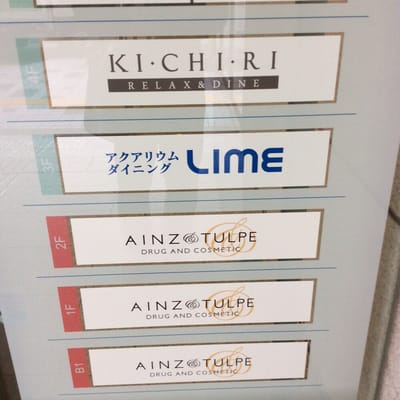 4F
KI·CHI·RI
RELAX & DINE
3F
アクアリウム
ダイニング
LIME
2F
AINZ & TULPE
DRUG AND COSMETIC
1F
AINZ & TULPE
DRUG AND COSMETIC
B1
AINZ & TULPE
DRUG AND COSMETIC